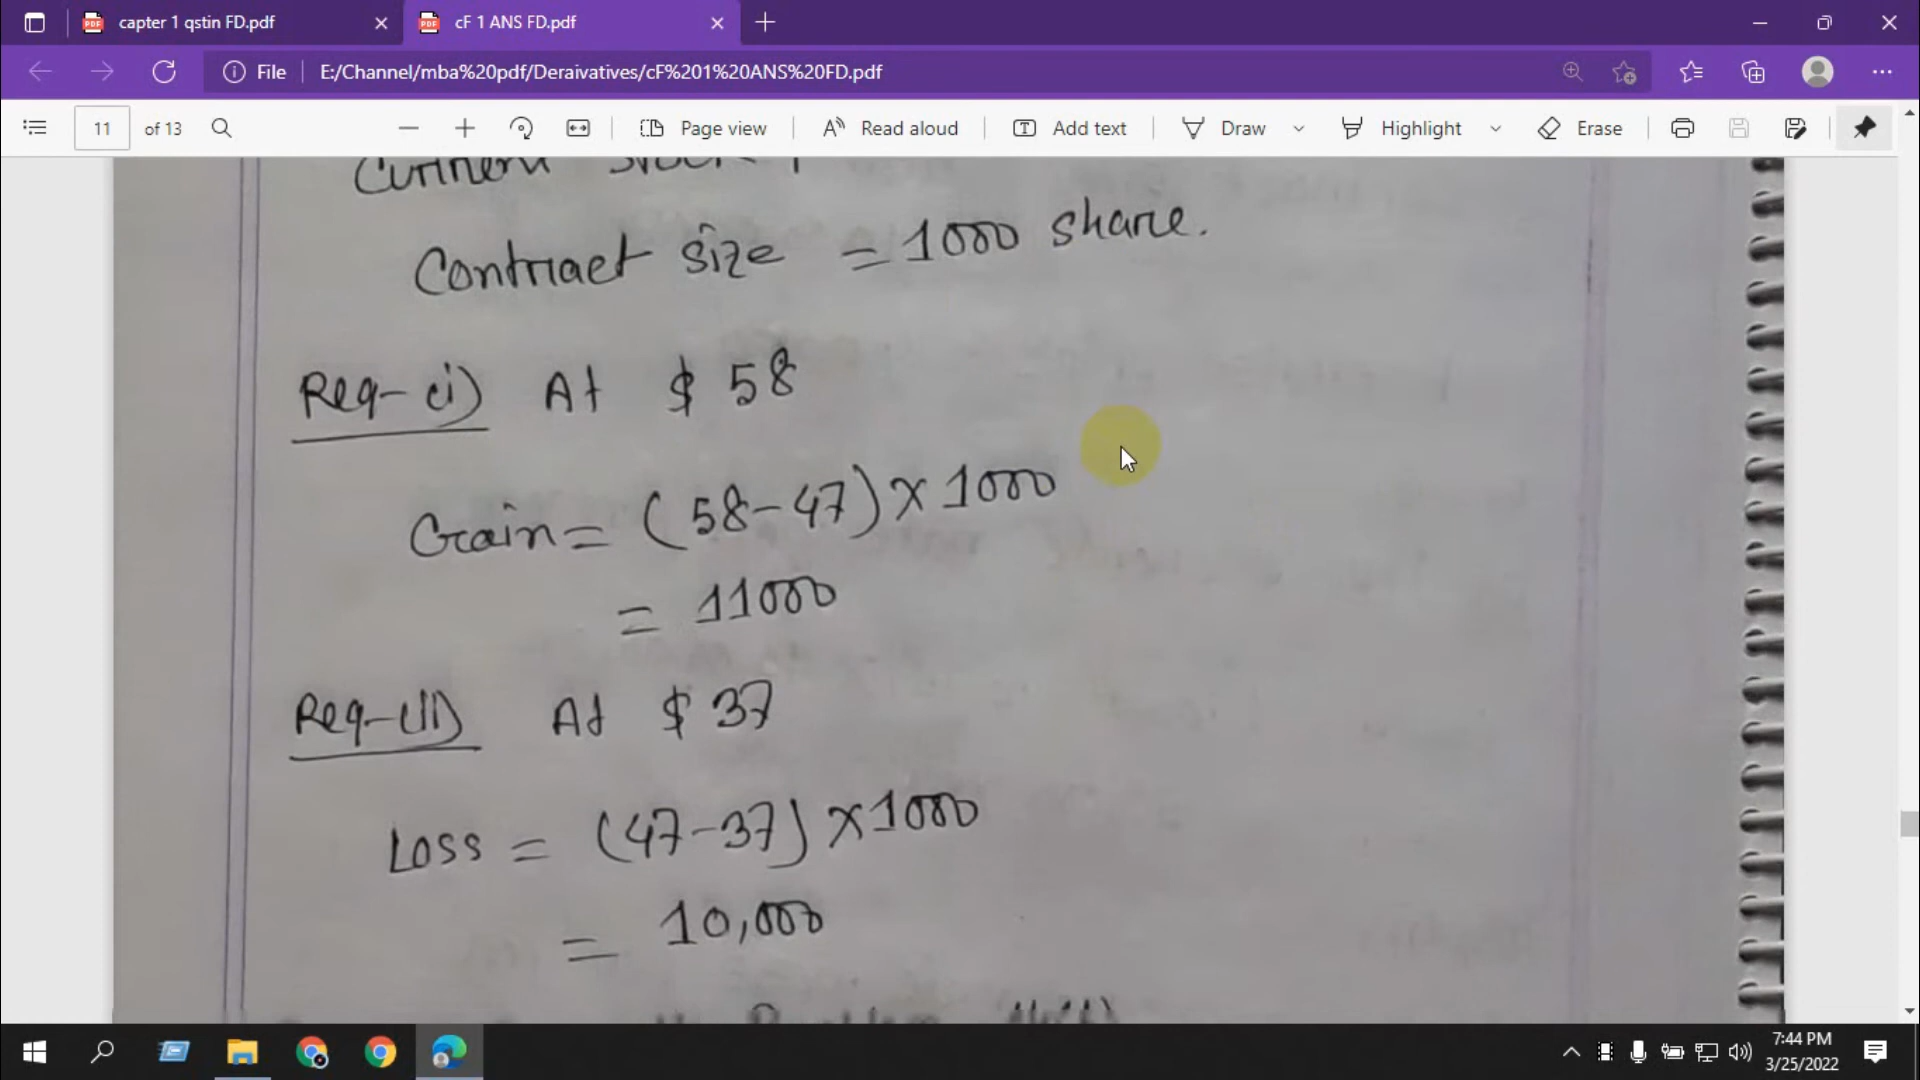 capter 1 qstin FD.pdf
cF 1 ANS FD.pdf
File
E:/Channel/mba%20pdf/Deraivatives/cF%201%20ANS%20FD.pdf
11 of 13
Page view
Read aloud
Add text
Draw
Highlight
Erase
Current stock
Contract size = 1000 share.
Req-(i) At $ 58
Gain = (58-47) x 1000
= 11000
Req-(ii) At $ 37
Loss = (47-37) x 1000
= 10,000
7:44 PM
3/25/2022